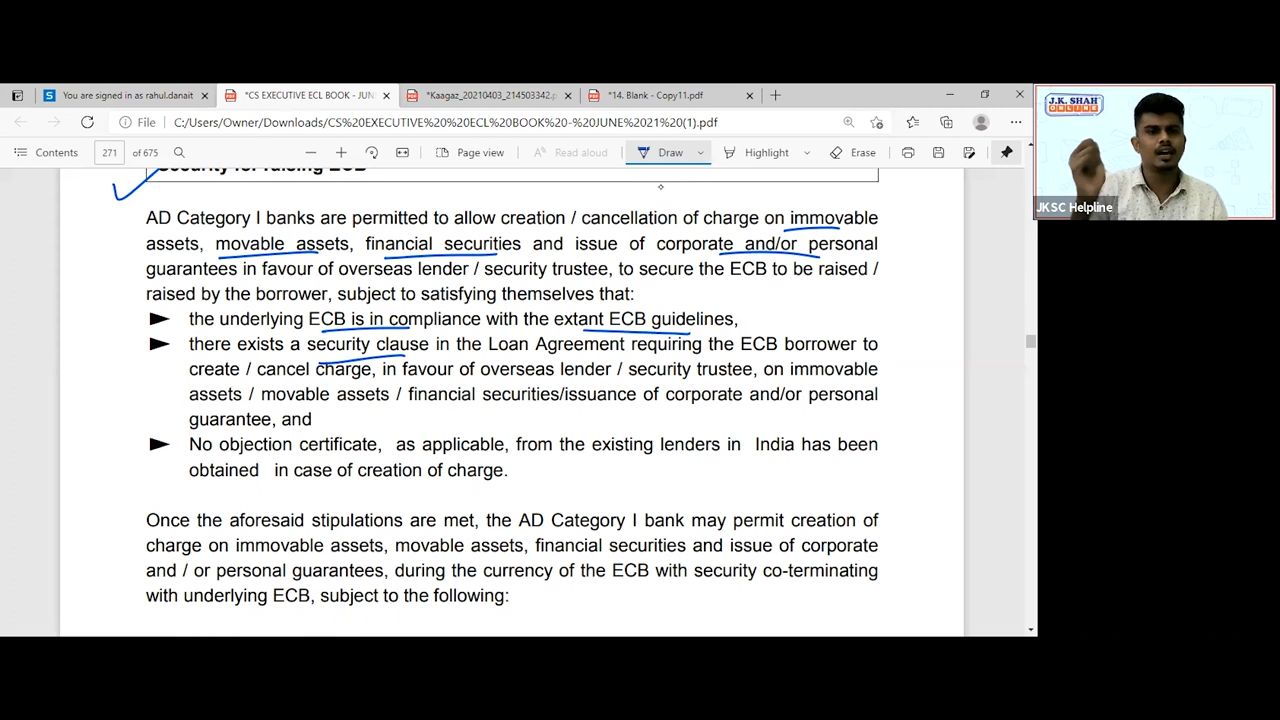 You are signed in as rahul.danait
*CS EXECUTIVE ECL BOOK - JUN
*Kaagaz_20210403_214503342.p
*14. Blank - Copy11.pdf
File
C:/Users/Owner/Downloads/CS%20EXECUTIVE%20%20ECL%20BOOK%20-%20JUNE%2021%20(1).pdf
Contents
271
of 675
Page view
Read aloud
Draw
Highlight
Erase
J.K. SHAH
ONLINE
JKSC Helpline
Security for raising ECB
AD Category I banks are permitted to allow creation / cancellation of charge on immovable
assets, movable assets, financial securities and issue of corporate and/or personal
guarantees in favour of overseas lender / security trustee, to secure the ECB to be raised /
raised by the borrower, subject to satisfying themselves that:
► the underlying ECB is in compliance with the extant ECB guidelines,
► there exists a security clause in the Loan Agreement requiring the ECB borrower to
create / cancel charge, in favour of overseas lender / security trustee, on immovable
assets / movable assets / financial securities/issuance of corporate and/or personal
guarantee, and
► No objection certificate, as applicable, from the existing lenders in India has been
obtained in case of creation of charge.
Once the aforesaid stipulations are met, the AD Category I bank may permit creation of
charge on immovable assets, movable assets, financial securities and issue of corporate
and / or personal guarantees, during the currency of the ECB with security co-terminating
with underlying ECB, subject to the following: